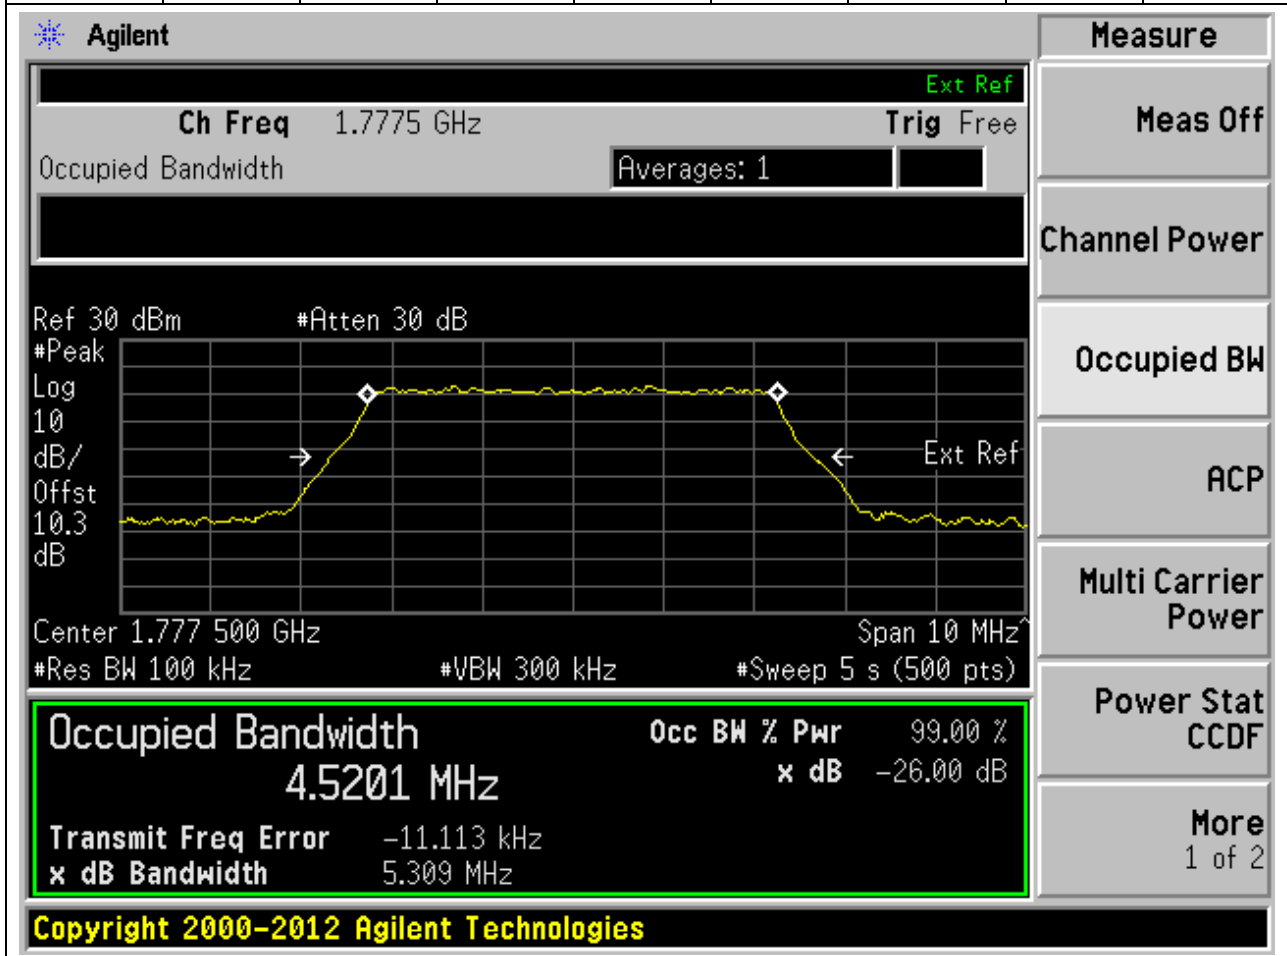 Agilent
Measure
Ext Ref
Ch Freq 1.7775 GHz Trig Free
Meas Off
Occupied Bandwidth Averages: 1
Channel Power
Ref 30 dBm #Atten 30 dB
#Peak
Log
10
dB/
Offst
10.3
dB
Ext Ref
Occupied BW
ACP
Center 1.777 500 GHz Span 10 MHz^
#Res BW 100 kHz #VBW 300 kHz #Sweep 5 s (500 pts)
Multi Carrier
Power
Occupied Bandwidth Occ BW % Pwr 99.00 %
4.5201 MHz x dB -26.00 dB
Transmit Freq Error -11.113 kHz
x dB Bandwidth 5.309 MHz
Power Stat
CCDF
More
1 of 2
Copyright 2000-2012 Agilent Technologies